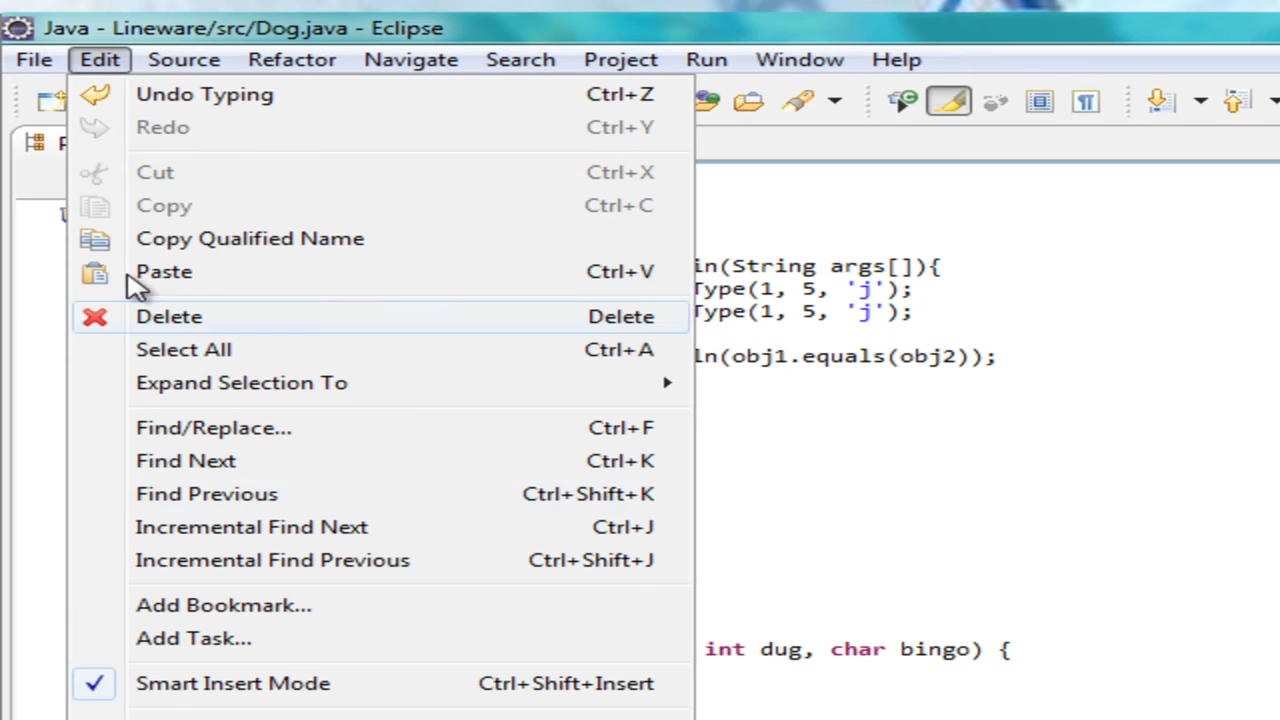 Java - Lineware/src/Dog.java - Eclipse
File Edit Source Refactor Navigate Search Project Run Window Help
Undo Typing Ctrl+Z
Redo Ctrl+Y
Cut Ctrl+X
Copy Ctrl+C
Copy Qualified Name
Paste Ctrl+V
Delete Delete
Select All Ctrl+A
Expand Selection To
Find/Replace... Ctrl+F
Find Next Ctrl+K
Find Previous Ctrl+Shift+K
Incremental Find Next Ctrl+J
Incremental Find Previous Ctrl+Shift+J
Add Bookmark...
Add Task...
Smart Insert Mode Ctrl+Shift+Insert
in(String args[]){
Type(1, 5, 'j');
Type(1, 5, 'j');
ln(obj1.equals(obj2));
int dug, char bingo) {